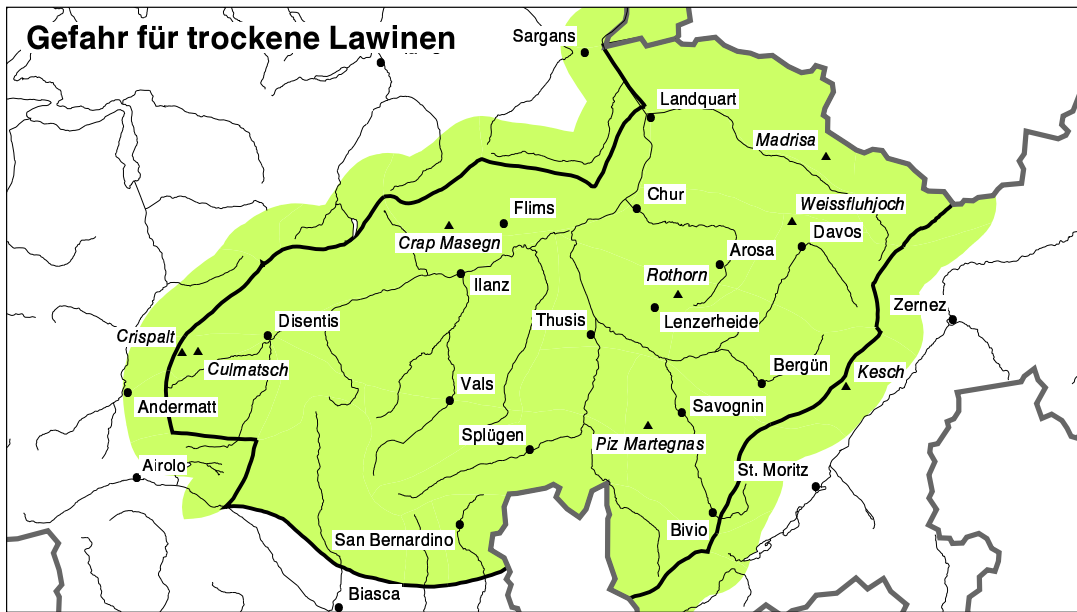 Gefahr für trockene Lawinen
Sargans
Landquart
Madrisa
Chur
Weissfluhjoch
Flims
Davos
Crap Masegn
Arosa
Rothorn
Ilanz
Zernez
Disentis
Thusis
Lenzerheide
Crispalt
Culmatsch
Bergün
Kesch
Vals
Andermatt
Savognin
Splügen
Piz Martegnas
Airolo
St. Moritz
Bivio
San Bernardino
Biasca